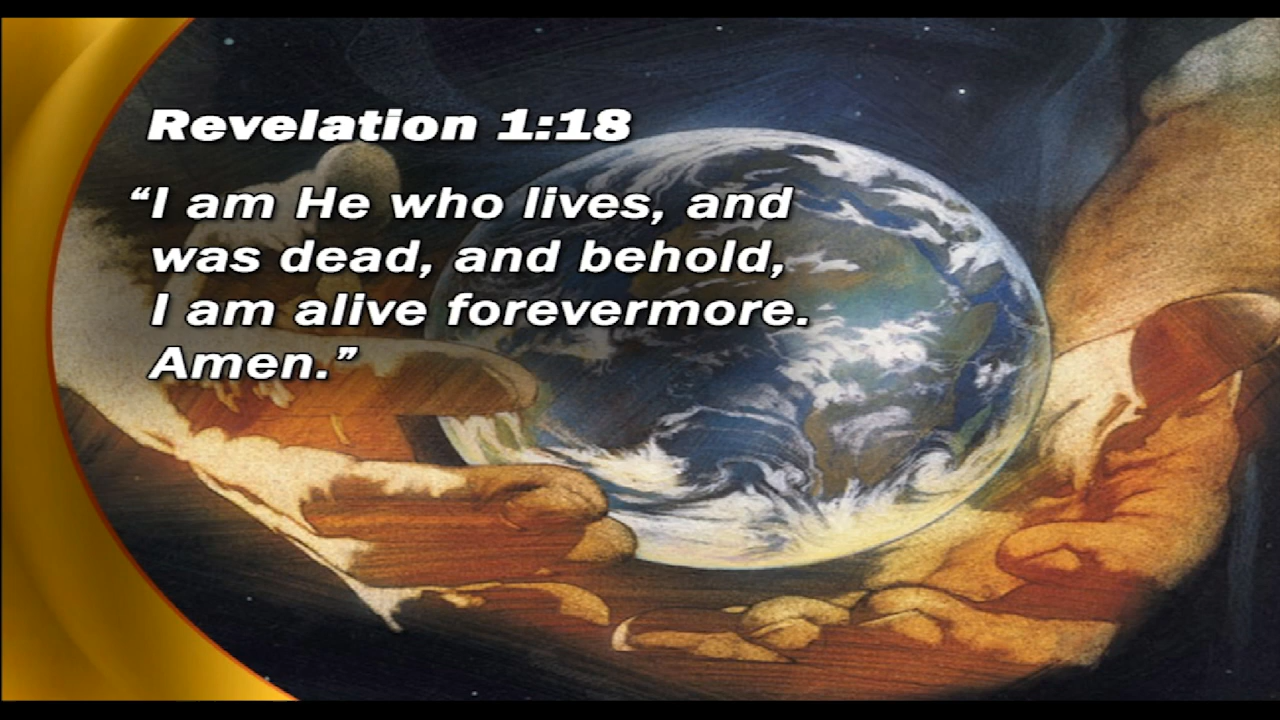 Revelation 1:18
“I am He who lives, and
was dead, and behold,
I am alive forevermore.
Amen.”